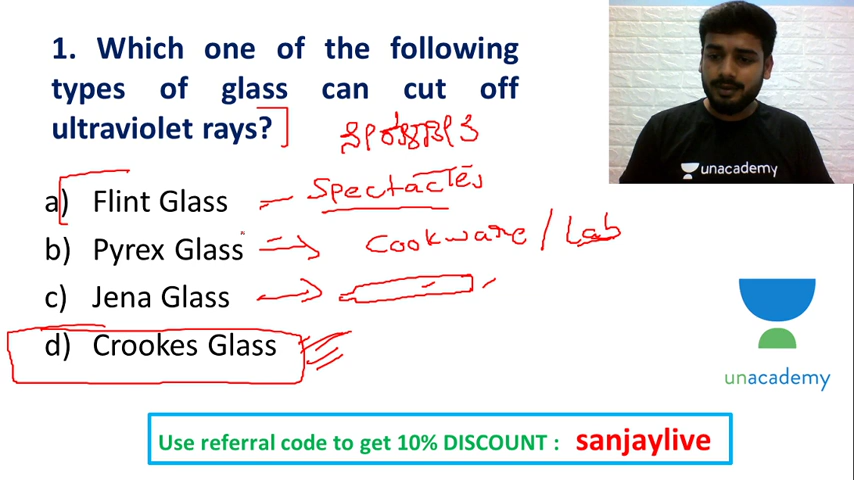 1. Which one of the following
types of glass can cut off
ultraviolet rays?
a) Flint Glass
Spectacles
b) Pyrex Glass
Cookware / Lab
c) Jena Glass
d) Crookes Glass
unacademy
unacademy
Use referral code to get 10% DISCOUNT : sanjaylive